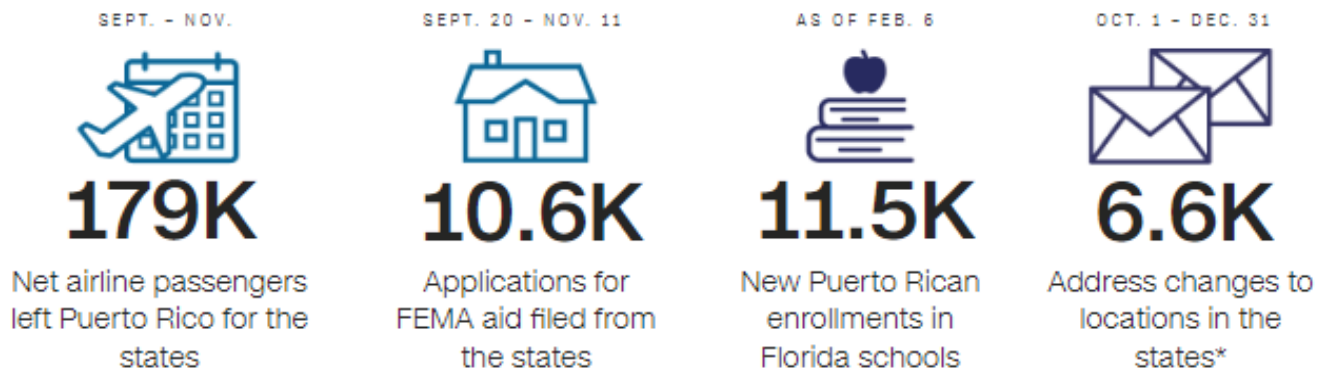 SEPT. – NOV.
179K
Net airline passengers
left Puerto Rico for the
states
SEPT. 20 – NOV. 11
10.6K
Applications for
FEMA aid filed from
the states
AS OF FEB. 6
11.5K
New Puerto Rican
enrollments in
Florida schools
OCT. 1 – DEC. 31
6.6K
Address changes to
locations in the
states*